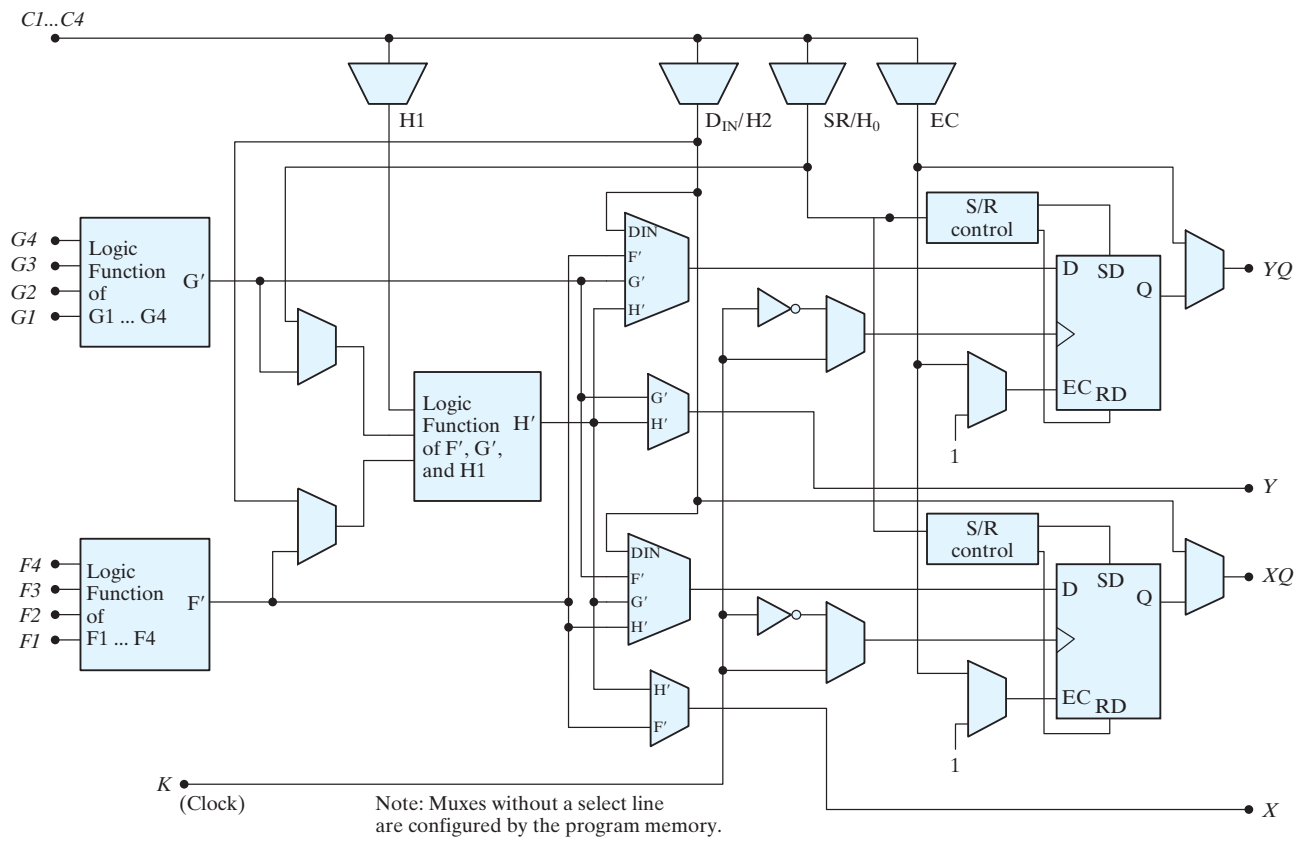 C1...C4
H1
D_IN/H2
SR/H_0
EC
G4
G3
G2
G1
Logic
Function
of
G1 ... G4
G′
DIN
F′
G′
H′
S/R
control
D
SD
Q
EC
RD
YQ
1
Logic
Function
of F′, G′,
and H1
H′
G′
H′
Y
F4
F3
F2
F1
Logic
Function
of
F1 ... F4
F′
DIN
F′
G′
H′
S/R
control
D
SD
Q
EC
RD
XQ
1
H′
F′
K
(Clock)
Note: Muxes without a select line
are configured by the program memory.
X